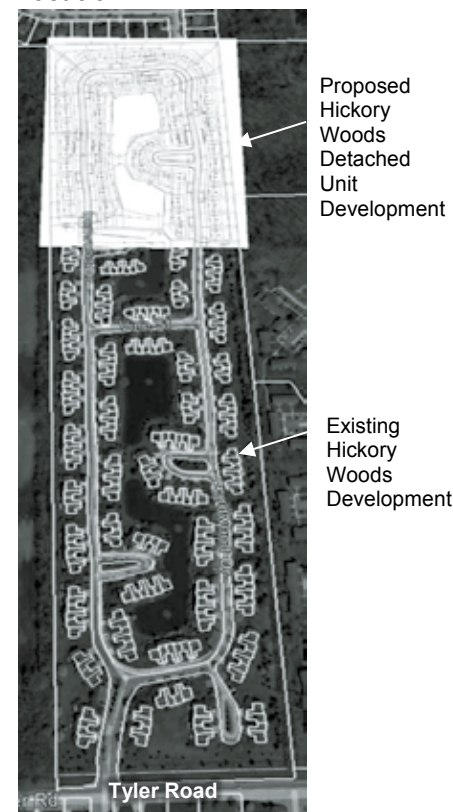 Proposed
Hickory
Woods
Detached
Unit
Development
Existing
Hickory
Woods
Development
Tyler Road